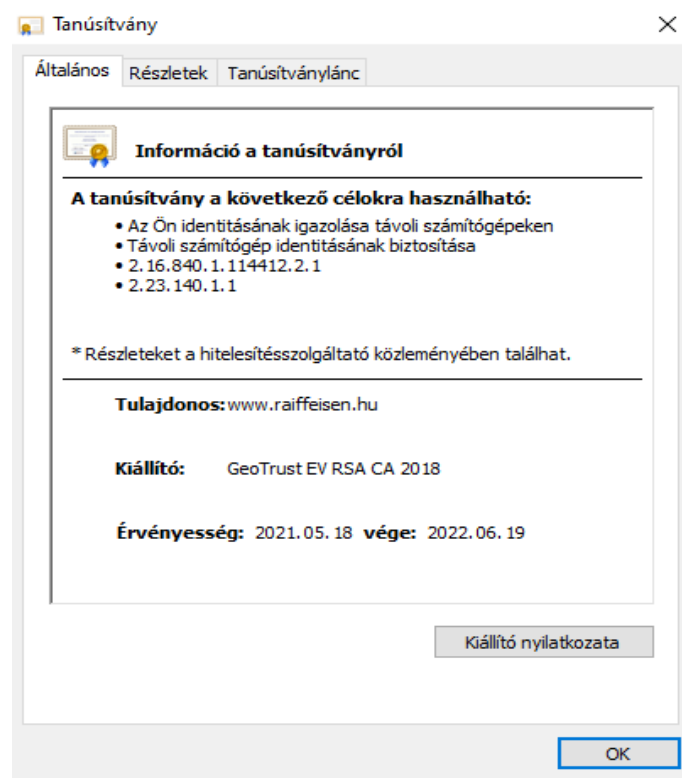 Tanúsítvány
Általános Részletek Tanúsítványlánc
Információ a tanúsítványról
A tanúsítvány a következő célokra használható:
• Az Ön identitásának igazolása távoli számítógépeken
• Távoli számítógép identitásának biztosítása
• 2.16.840.1.114412.2.1
• 2.23.140.1.1
* Részleteket a hitelesítésszolgáltató közleményében találhat.
Tulajdonos: www.raiffeisen.hu
Kiállító: GeoTrust EV RSA CA 2018
Érvényesség: 2021.05.18 vége: 2022.06.19
Kiállító nyilatkozata
OK